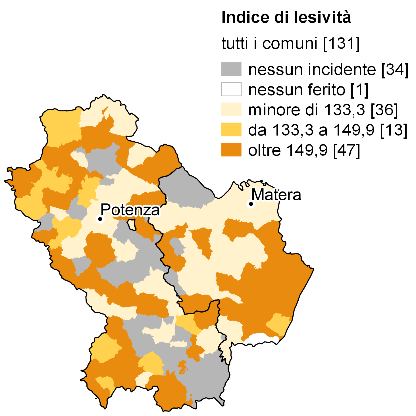 Indice di lesività
tutti i comuni [131]
nessun incidente [34]
nessun ferito [1]
minore di 133,3 [36]
da 133,3 a 149,9 [13]
oltre 149,9 [47]
Matera
Potenza